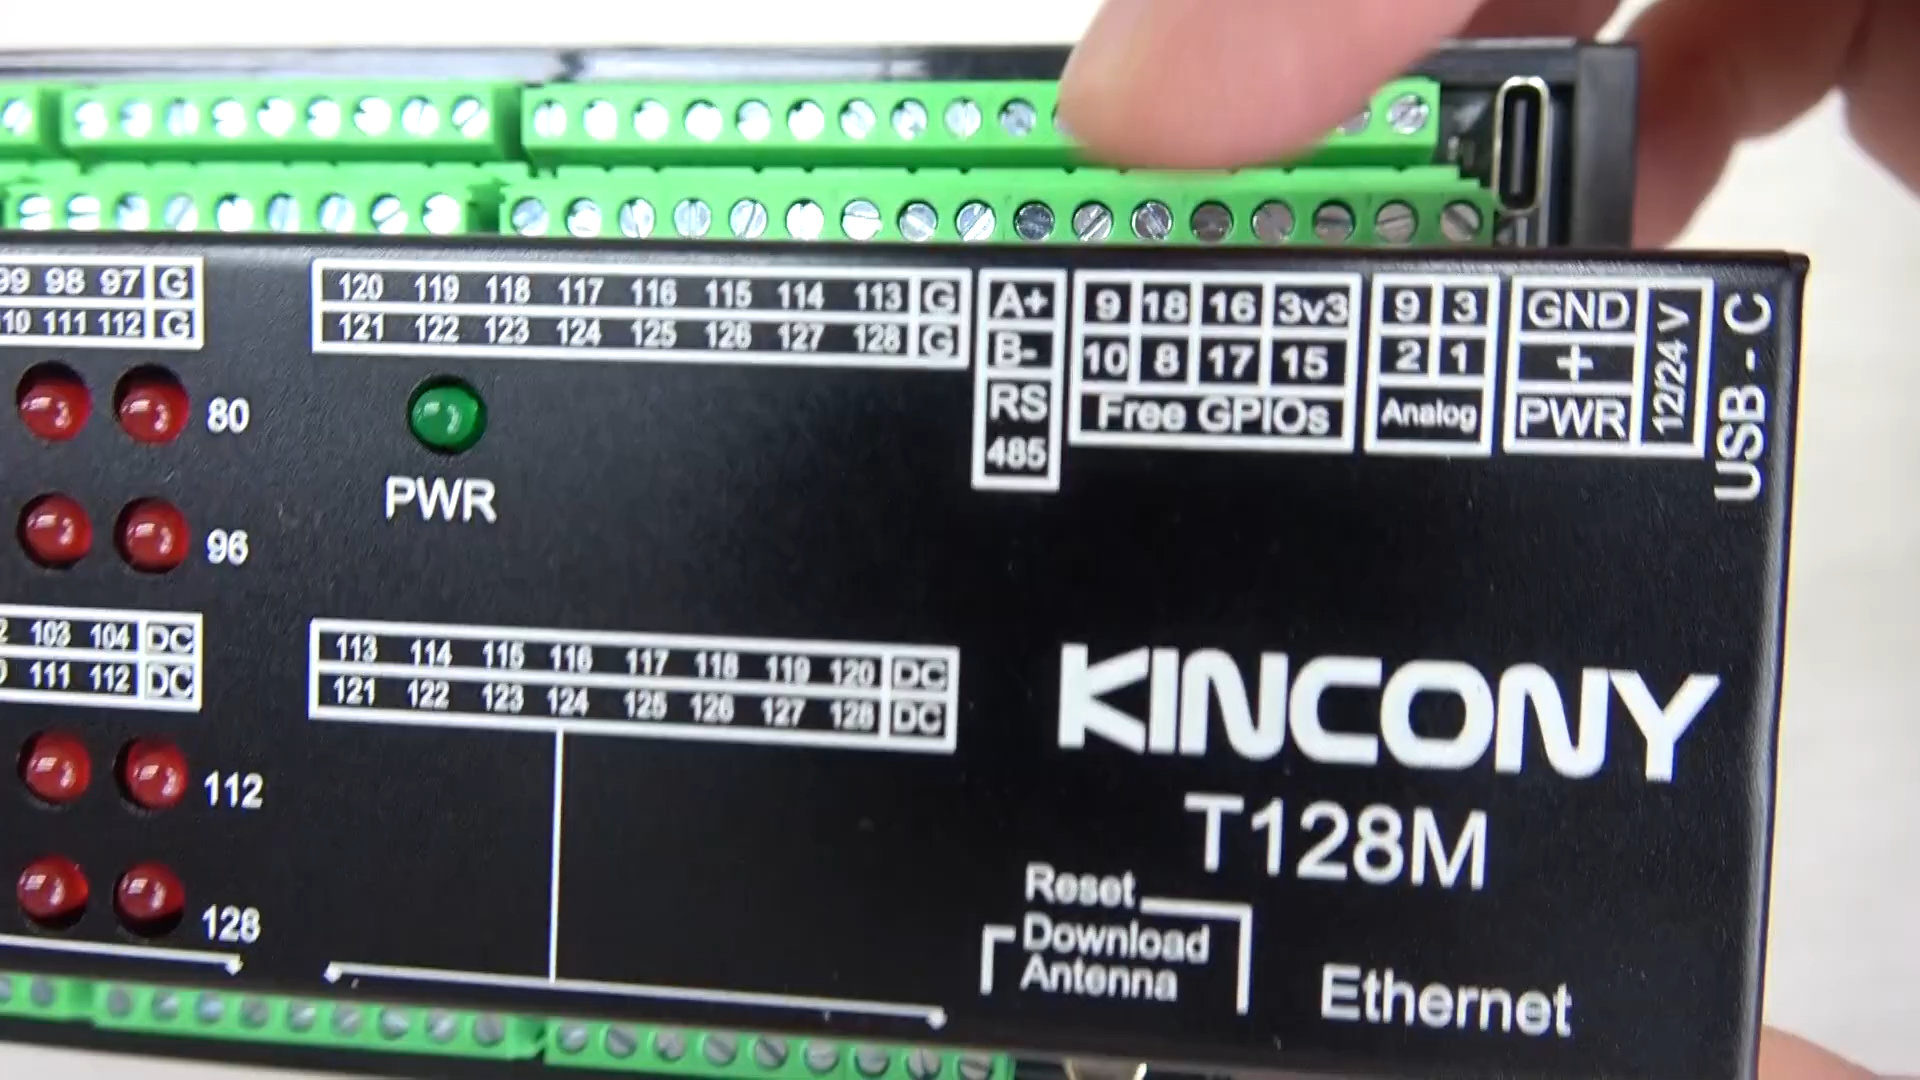 99 98 97 G
110 111 112 G
120 119 118 117 116 115 114 113 G
121 122 123 124 125 126 127 128 G
A+
B-
RS
485
9 18 16 3v3
10 8 17 15
Free GPIOs
9 3
2 1
Analog
GND
+
PWR
12/24 V
USB-C
80
PWR
96
103 104 DC
111 112 DC
113 114 115 116 117 118 119 120 DC
121 122 123 124 125 126 127 128 DC
KINCONY
T128M
112
128
Reset
Download
Antenna
Ethernet